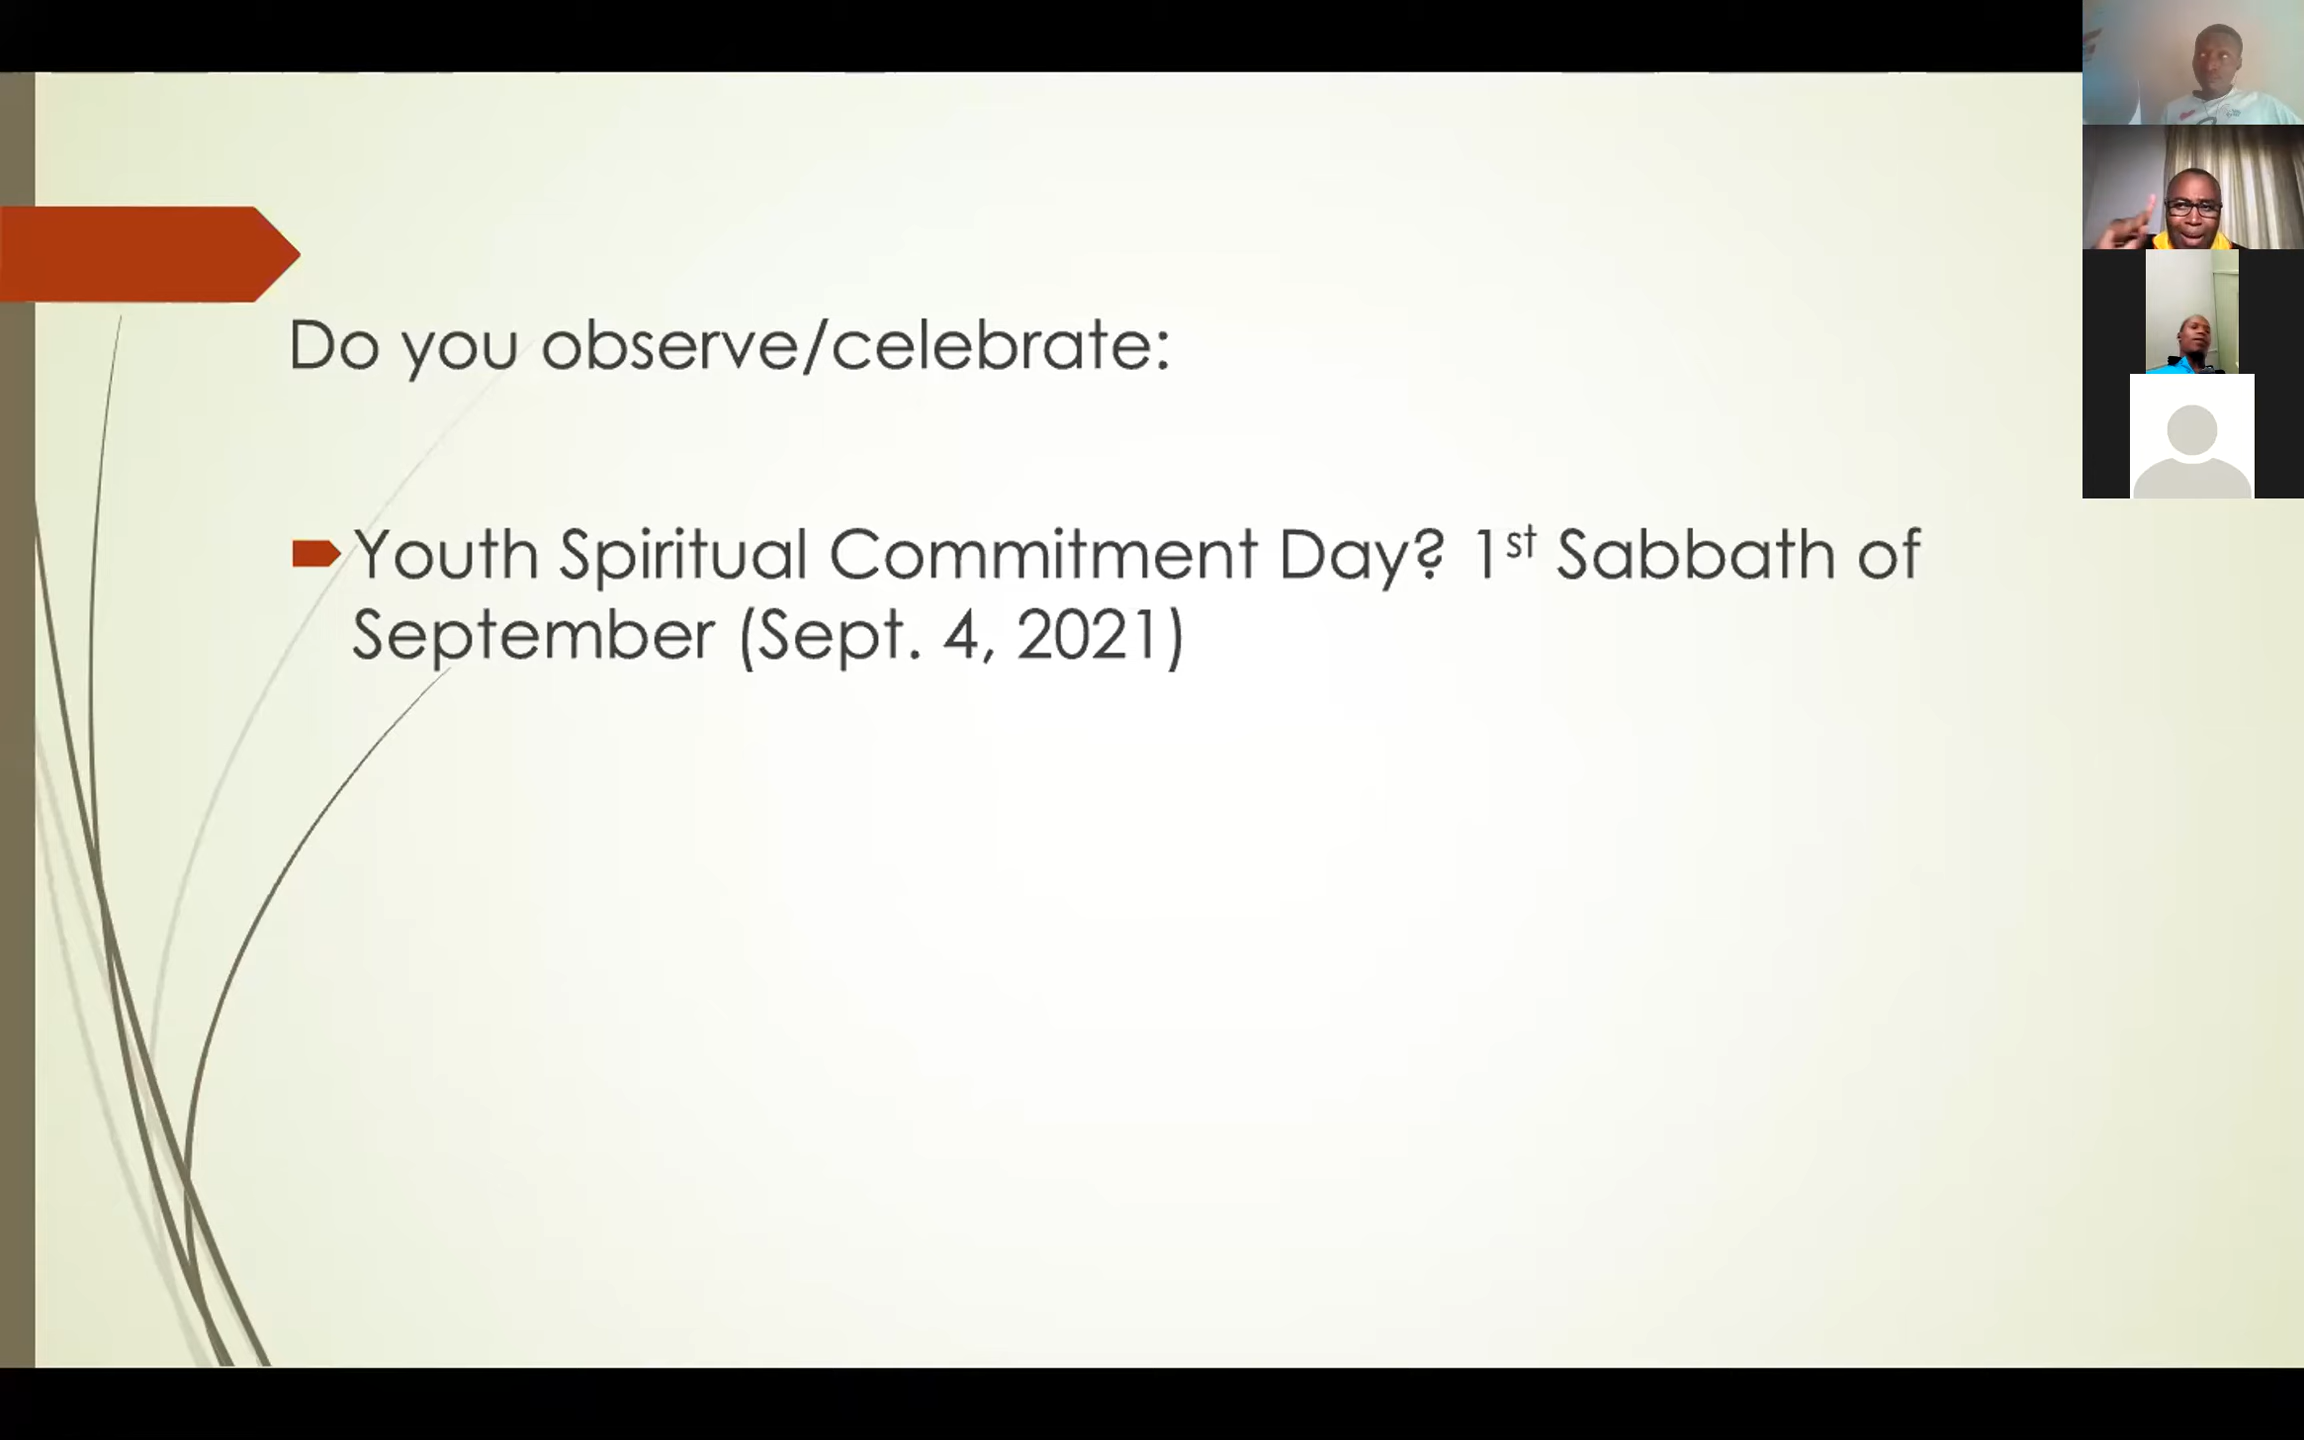 Do you observe/celebrate:
Youth Spiritual Commitment Day? 1st Sabbath of
September (Sept. 4, 2021)